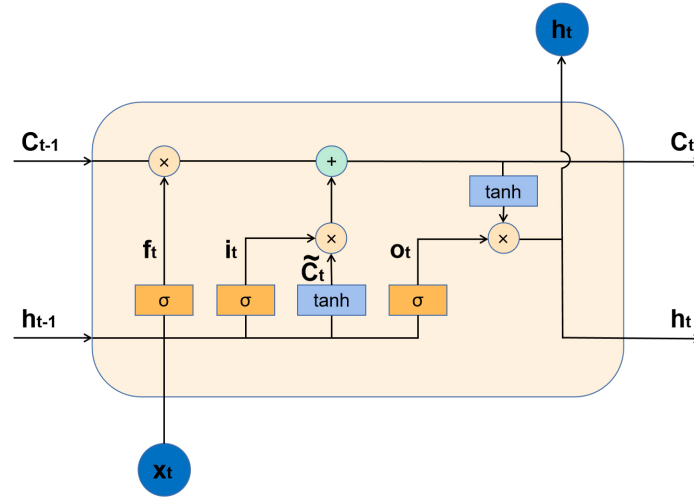 hₜ
Cₜ₋₁
Cₜ
×
+
tanh
fₜ
iₜ
×
oₜ
×
C̃ₜ
σ
σ
tanh
σ
hₜ₋₁
hₜ
xₜ